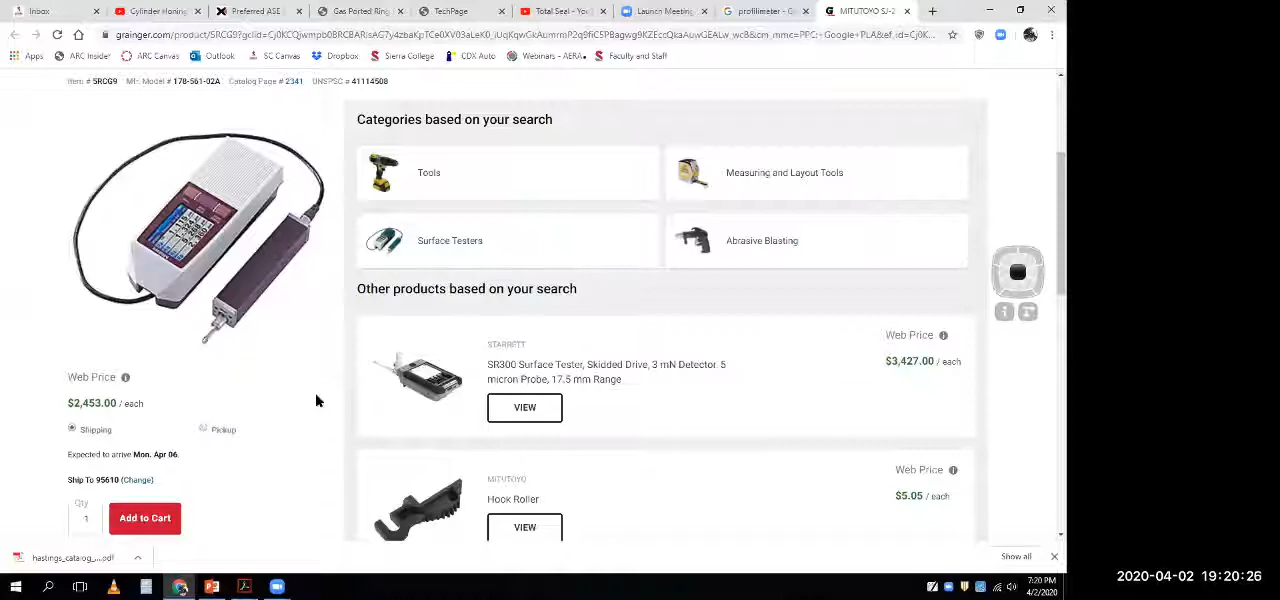 Inbox
Cylinder Honing
Preferred ASE
Gas Ported Ring
TechPage
Total Seal - You
Launch Meeting
profilimeter - G
MITUTOYO SJ-2
Apps
ARC Insider
ARC Canvas
Outlook
SC Canvas
Dropbox
Sierra College
CDX Auto
Webinars - AERA
Faculty and Staff
Item # 5RCG9 Mfr. Model # 178-561-02A Catalog Page # 2341 UNSPSC # 41114508
Categories based on your search
Tools
Measuring and Layout Tools
Surface Testers
Abrasive Blasting
Other products based on your search
STARRETT
SR300 Surface Tester, Skidded Drive, 3 mN Detector. 5
micron Probe, 17.5 mm Range
VIEW
Web Price
$3,427.00 / each
MITUTOYO
Hook Roller
VIEW
Web Price
$5.05 / each
Web Price
$2,453.00 / each
Shipping
Pickup
Expected to arrive Mon. Apr 06.
Ship To 95610 (Change)
Qty
1
Add to Cart
hastings_catalog_...pdf
Show all
7:20 PM
4/2/2020
2020-04-02 19:20:26